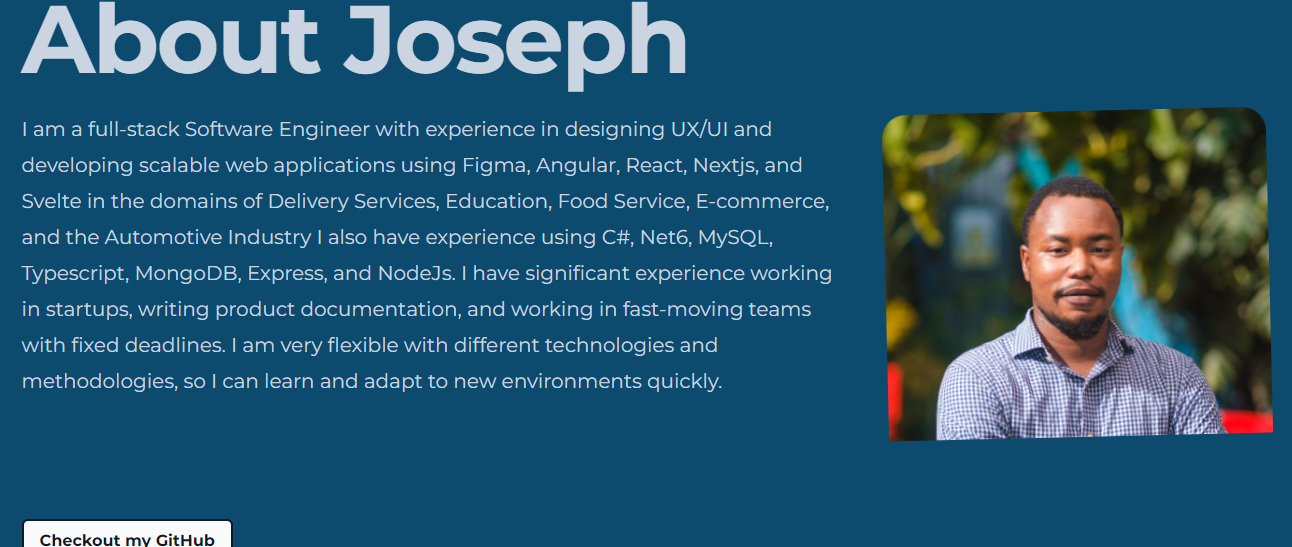 About Joseph
I am a full-stack Software Engineer with experience in designing UX/UI and
developing scalable web applications using Figma, Angular, React, Nextjs, and
Svelte in the domains of Delivery Services, Education, Food Service, E-commerce,
and the Automotive Industry I also have experience using C#, Net6, MySQL,
Typescript, MongoDB, Express, and NodeJs. I have significant experience working
in startups, writing product documentation, and working in fast-moving teams
with fixed deadlines. I am very flexible with different technologies and
methodologies, so I can learn and adapt to new environments quickly.
Checkout my GitHub